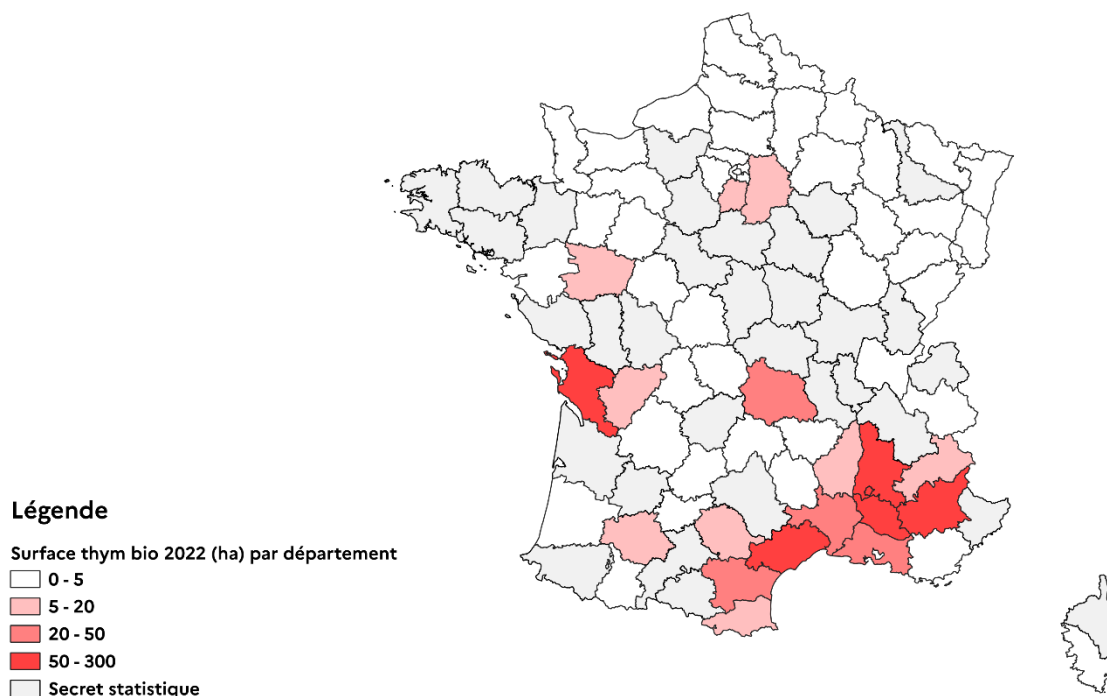 Légende
Surface thym bio 2022 (ha) par département
0 - 5
5 - 20
20 - 50
50 - 300
Secret statistique